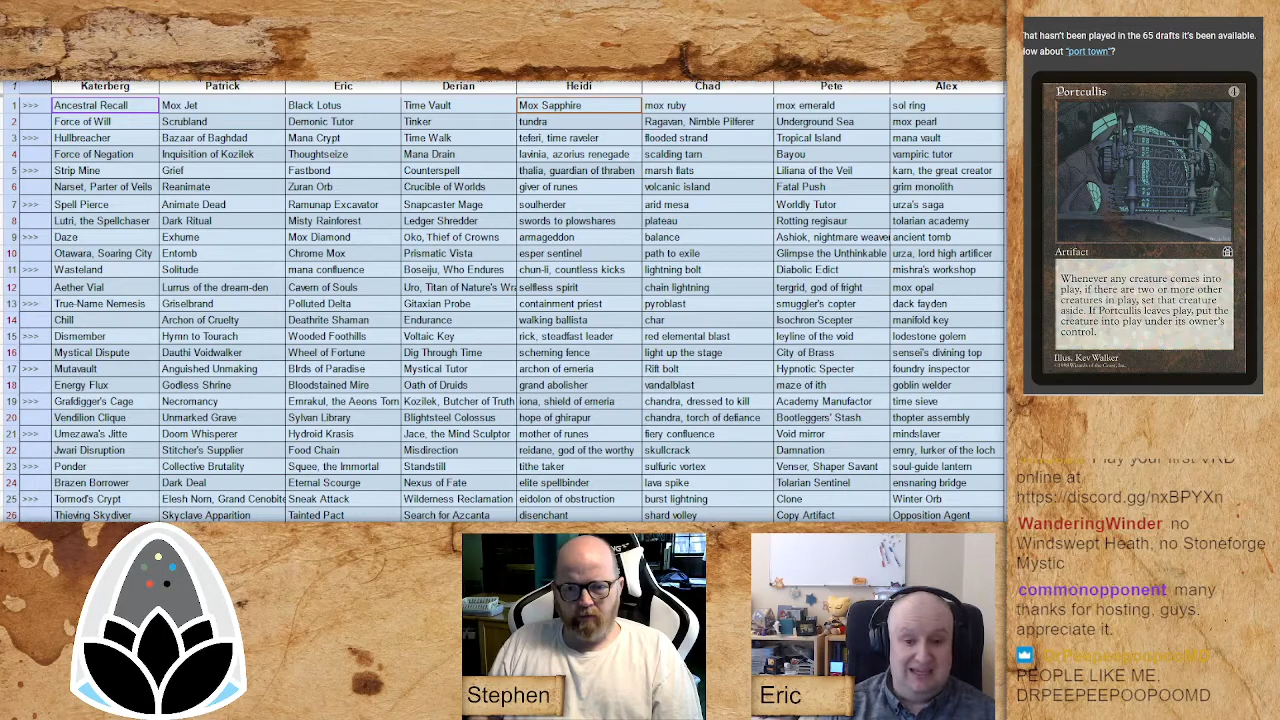 Katerberg Patrick Eric Derian Heidi Chad Pete Alex
1 >>> Ancestral Recall Mox Jet Black Lotus Time Vault Mox Sapphire mox ruby mox emerald sol ring
2 Force of Will Scrubland Demonic Tutor Tinker tundra Ragavan, Nimble Pilferer Underground Sea mox pearl
3 >>> Hullbreacher Bazaar of Baghdad Mana Crypt Time Walk teferi, time raveler flooded strand Tropical Island mana vault
4 Force of Negation Inquisition of Kozilek Thoughtseize Mana Drain lavinia, azorius renegade scalding tarn Bayou vampiric tutor
5 >>> Strip Mine Grief Fastbond Counterspell thalia, guardian of thraben marsh flats Liliana of the Veil karn, the great creator
6 Narset, Parter of Veils Reanimate Zuran Orb Crucible of Worlds giver of runes volcanic island Fatal Push grim monolith
7 >>> Spell Pierce Animate Dead Ramunap Excavator Snapcaster Mage soulherder arid mesa Worldly Tutor urza's saga
8 Lutri, the Spellchaser Dark Ritual Misty Rainforest Ledger Shredder swords to plowshares plateau Rotting regisaur tolarian academy
9 >>> Daze Exhume Mox Diamond Oko, Thief of Crowns armageddon balance Ashiok, nightmare weaver ancient tomb
10 Otawara, Soaring City Entomb Chrome Mox Prismatic Vista esper sentinel path to exile Glimpse the Unthinkable urza, lord high artificer
11 >>> Wasteland Solitude mana confluence Boseiju, Who Endures chun-li, countless kicks lightning bolt Diabolic Edict mishra's workshop
12 Aether Vial Lurrus of the dream-den Cavern of Souls Uro, Titan of Nature's Wra selfless spirit chain lightning tergrid, god of fright mox opal
13 >>> True-Name Nemesis Griselbrand Polluted Delta Gitaxian Probe containment priest pyroblast smuggler's copter dack fayden
14 Chill Archon of Cruelty Deathrite Shaman Endurance walking ballista char Isochron Scepter manifold key
15 >>> Dismember Hymn to Tourach Wooded Foothills Voltaic Key rick, steadfast leader red elemental blast leyline of the void lodestone golem
16 Mystical Dispute Dauthi Voidwalker Wheel of Fortune Dig Through Time scheming fence light up the stage City of Brass sensei's divining top
17 >>> Mutavault Anguished Unmaking BIrds of Paradise Mystical Tutor archon of emeria Rift bolt Hypnotic Specter foundry inspector
18 Energy Flux Godless Shrine Bloodstained Mire Oath of Druids grand abolisher vandalblast maze of ith goblin welder
19 >>> Grafdigger's Cage Necromancy Emrakul, the Aeons Torn Kozilek, Butcher of Truth iona, shield of emeria chandra, dressed to kill Academy Manufactor time sieve
20 Vendilion Clique Unmarked Grave Sylvan Library Blightsteel Colossus hope of ghirapur chandra, torch of defiance Bootleggers' Stash thopter assembly
21 >>> Umezawa's Jitte Doom Whisperer Hydroid Krasis Jace, the Mind Sculptor mother of runes fiery confluence Void mirror mindslaver
22 Jwari Disruption Stitcher's Supplier Food Chain Misdirection reidane, god of the worthy skullcrack Damnation emry, lurker of the loch
23 >>> Ponder Collective Brutality Squee, the Immortal Standstill tithe taker sulfuric vortex Venser, Shaper Savant soul-guide lantern
24 Brazen Borrower Dark Deal Eternal Scourge Nexus of Fate elite spellbinder lava spike Tolarian Sentinel ensnaring bridge
25 >>> Tormod's Crypt Elesh Norn, Grand Cenobite Sneak Attack Wilderness Reclamation eidolon of obstruction burst lightning Clone Winter Orb
26 Thieving Skydiver Skyclave Apparition Tainted Pact Search for Azcanta disenchant shard volley Copy Artifact Opposition Agent
That hasn't been played in the 65 drafts it's been available.
How about "port town"?
Portcullis 4
Artifact
Whenever any creature comes into
play, if there are two or more other
creatures in play, set that creature
aside. If Portcullis leaves play, put the
creature into play under its owner's
control.
Illus. Kev Walker
Play your first VRD
online at
https://discord.gg/nxBPYXn
WanderingWinder no
Windswept Heath, no Stoneforge
Mystic
commonopponent many
thanks for hosting, guys.
appreciate it.
DrPeepeepoopooMD
PEOPLE LIKE ME,
DRPEEPEEPOOPOOMD
Stephen
Eric